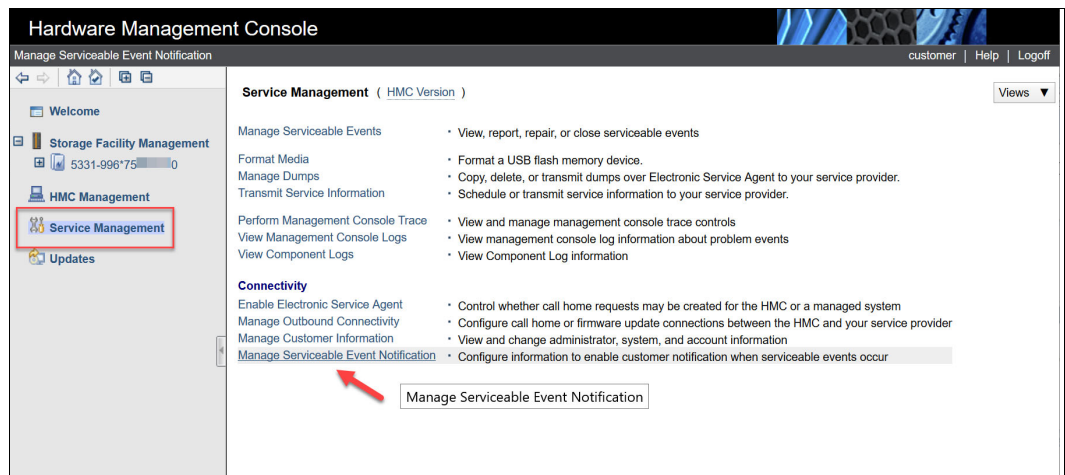 Hardware Management Console
Manage Serviceable Event Notification
customer | Help | Logoff
Welcome
Storage Facility Management
5331-996*75 0
HMC Management
Service Management
Updates
Service Management ( HMC Version )
Views ▼
Manage Serviceable Events • View, report, repair, or close serviceable events
Format Media • Format a USB flash memory device.
Manage Dumps • Copy, delete, or transmit dumps over Electronic Service Agent to your service provider.
Transmit Service Information • Schedule or transmit service information to your service provider.
Perform Management Console Trace • View and manage management console trace controls
View Management Console Logs • View management console log information about problem events
View Component Logs • View Component Log information
Connectivity
Enable Electronic Service Agent • Control whether call home requests may be created for the HMC or a managed system
Manage Outbound Connectivity • Configure call home or firmware update connections between the HMC and your service provider
Manage Customer Information • View and change administrator, system, and account information
Manage Serviceable Event Notification • Configure information to enable customer notification when serviceable events occur
Manage Serviceable Event Notification